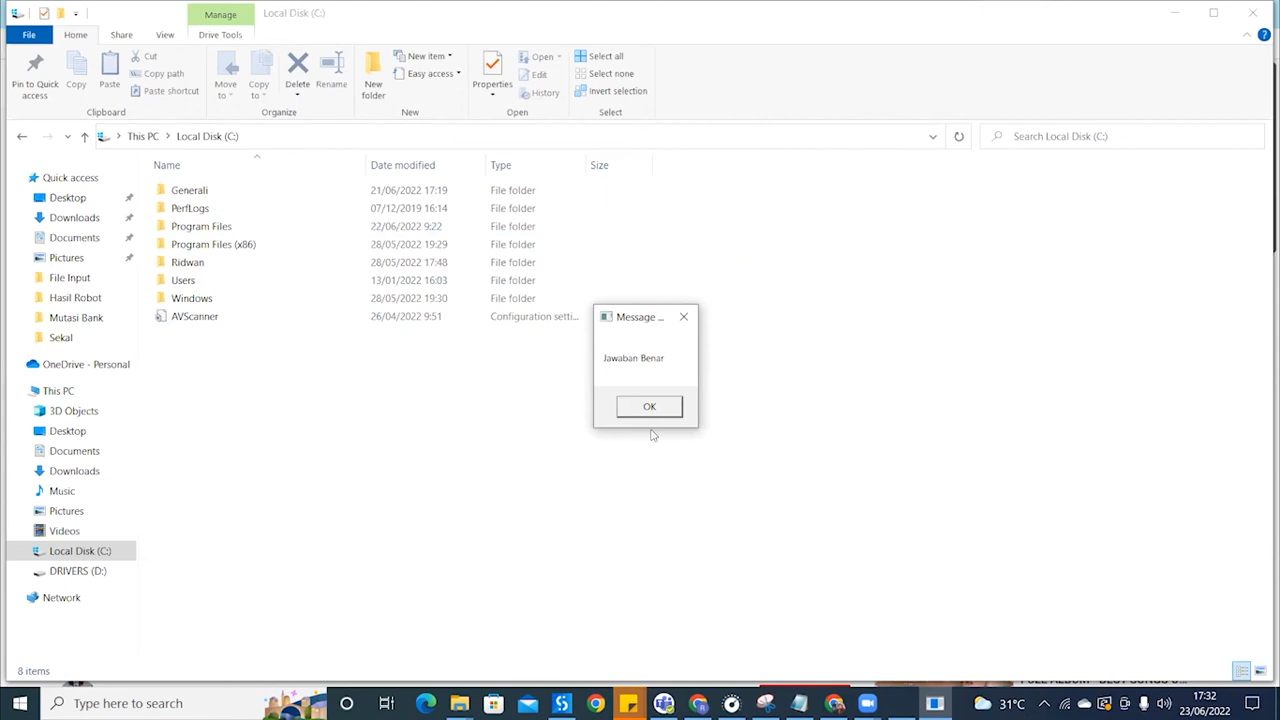 Manage
Local Disk (C:)
File
Home
Share
View
Drive Tools
Pin to Quick access
Copy
Paste
Cut
Copy path
Paste shortcut
Move to
Copy to
Delete
Rename
New folder
New item
Easy access
Properties
Open
Edit
History
Select all
Select none
Invert selection
Clipboard
Organize
New
Open
Select
This PC
Local Disk (C:)
Search Local Disk (C:)
Name
Date modified
Type
Size
Quick access
Desktop
Downloads
Documents
Pictures
File Input
Hasil Robot
Mutasi Bank
Sekal
OneDrive - Personal
This PC
3D Objects
Desktop
Documents
Downloads
Music
Pictures
Videos
Local Disk (C:)
DRIVERS (D:)
Network
Generali 21/06/2022 17:19 File folder
PerfLogs 07/12/2019 16:14 File folder
Program Files 22/06/2022 9:22 File folder
Program Files (x86) 28/05/2022 19:29 File folder
Ridwan 28/05/2022 17:48 File folder
Users 13/01/2022 16:03 File folder
Windows 28/05/2022 19:30 File folder
AVScanner 26/04/2022 9:51 Configuration setti...
Message ...
Jawaban Benar
OK
8 items
Type here to search
31°C
17:32
23/06/2022